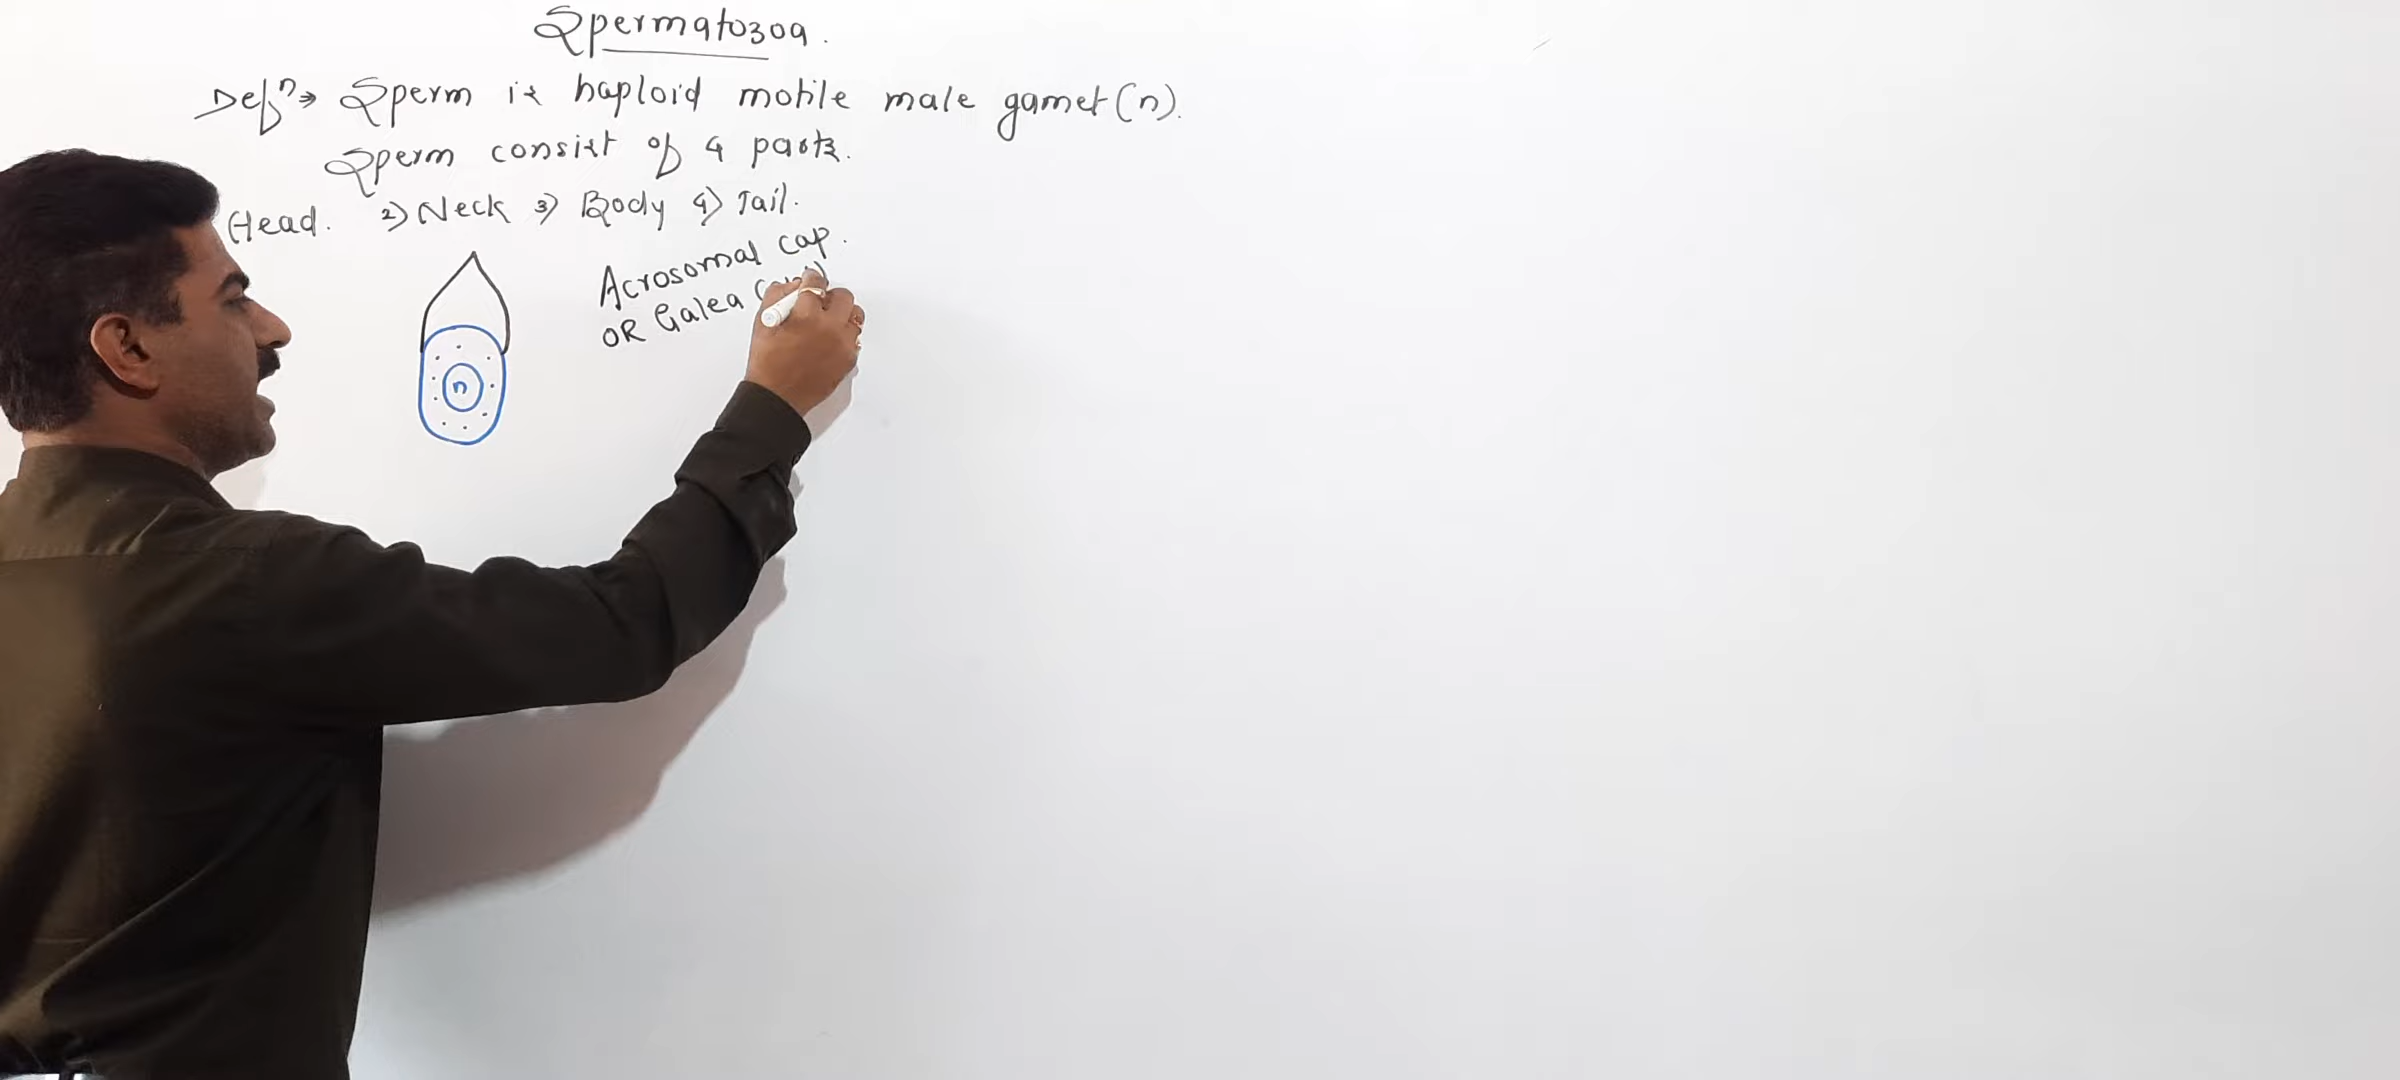 Spermatozoa.
Defn⇒ Sperm is haploid motile male gamet (n).
Sperm consist of 4 parts.
Head. 2) Neck 3) Body 4) Tail.
Acrosomal cap.
OR Galea
n